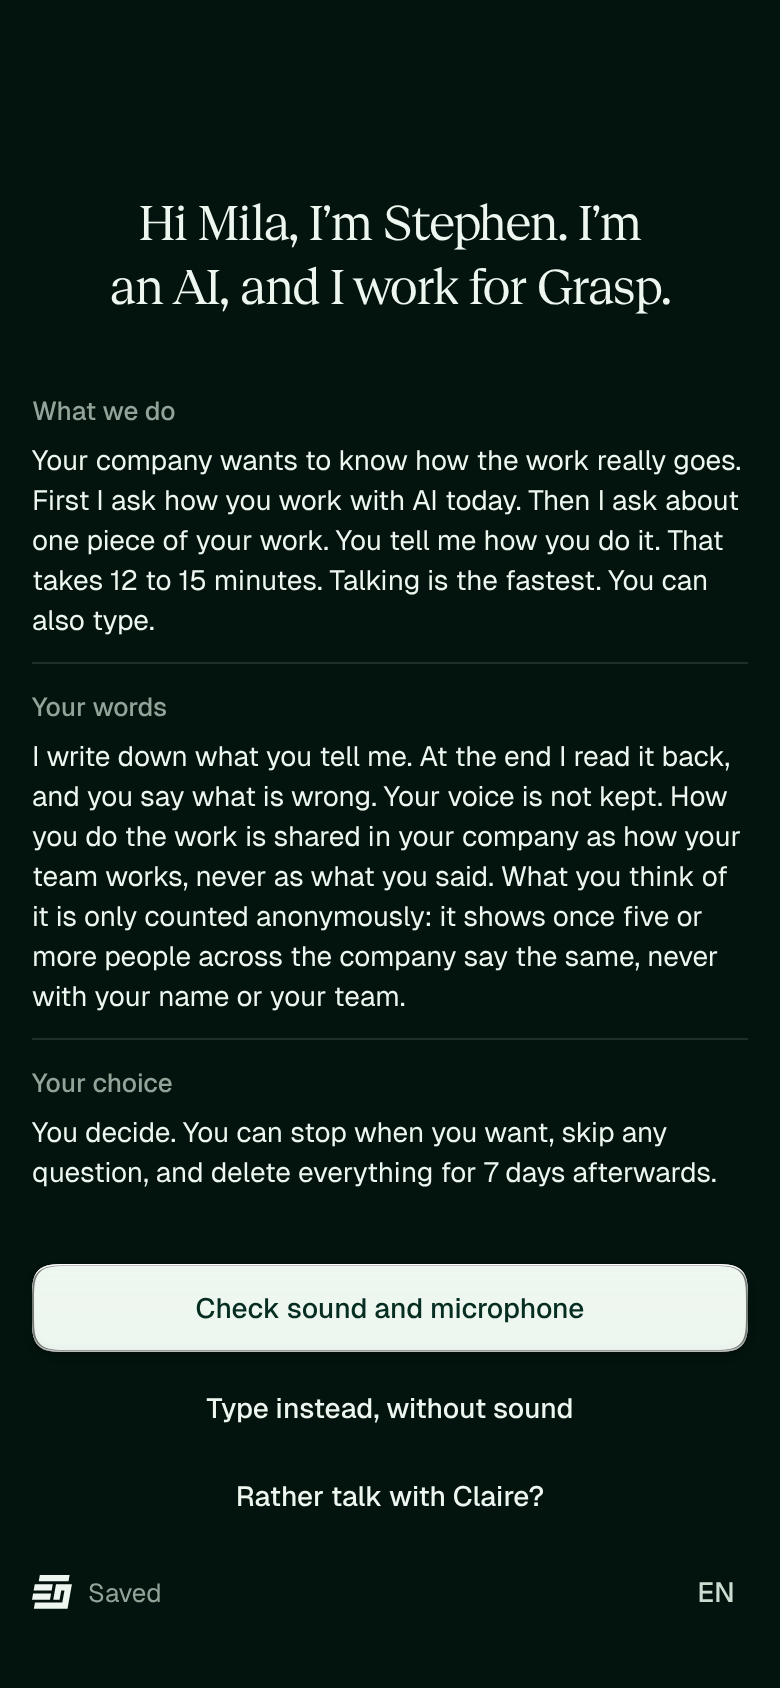 Hi Mila, I’m Stephen. I’m
an AI, and I work for Grasp.
What we do
Your company wants to know how the work really goes.
First I ask how you work with AI today. Then I ask about
one piece of your work. You tell me how you do it. That
takes 12 to 15 minutes. Talking is the fastest. You can
also type.
Your words
I write down what you tell me. At the end I read it back,
and you say what is wrong. Your voice is not kept. How
you do the work is shared in your company as how your
team works, never as what you said. What you think of
it is only counted anonymously: it shows once five or
more people across the company say the same, never
with your name or your team.
Your choice
You decide. You can stop when you want, skip any
question, and delete everything for 7 days afterwards.
Check sound and microphone
Type instead, without sound
Rather talk with Claire?
Saved
EN